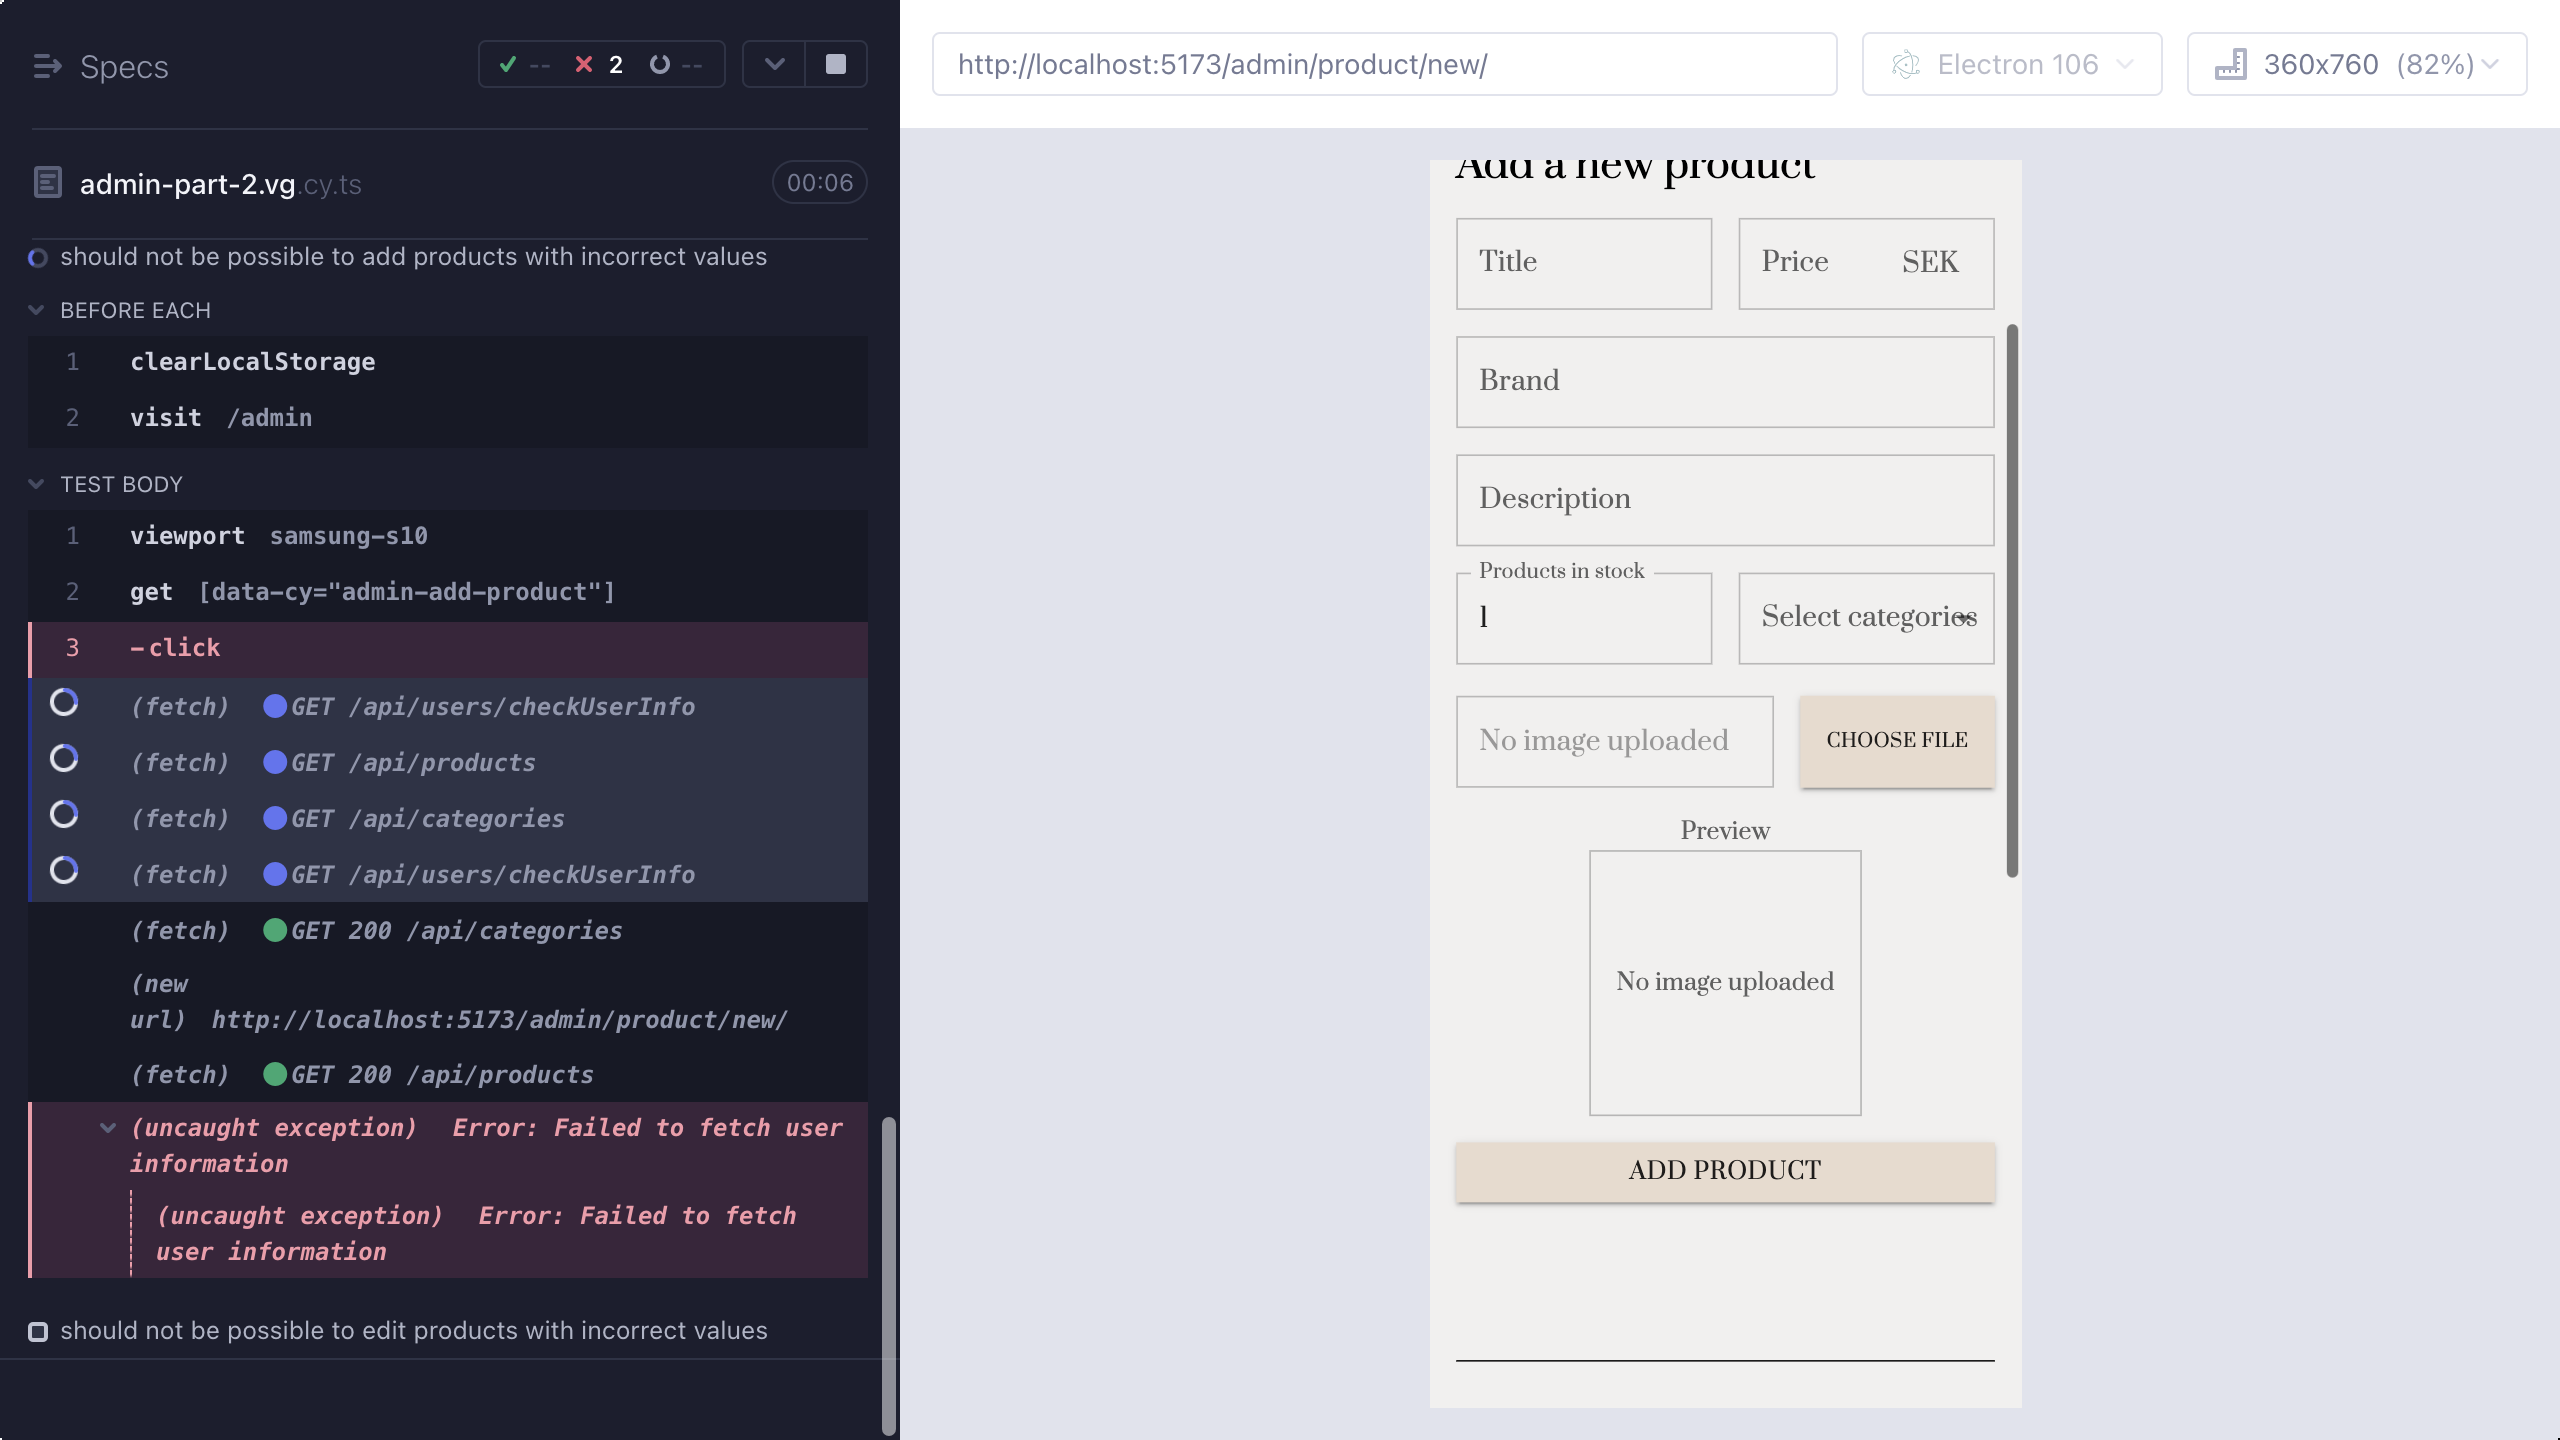 Specs
-- 2 --
admin-part-2.vg.cy.ts
00:06
should not be possible to add products with incorrect values
BEFORE EACH
1 clearLocalStorage
2 visit /admin
TEST BODY
1 viewport samsung-s10
2 get [data-cy="admin-add-product"]
3 -click
(fetch) GET /api/users/checkUserInfo
(fetch) GET /api/products
(fetch) GET /api/categories
(fetch) GET /api/users/checkUserInfo
(fetch) GET 200 /api/categories
(new
url) http://localhost:5173/admin/product/new/
(fetch) GET 200 /api/products
(uncaught exception) Error: Failed to fetch user
information
(uncaught exception) Error: Failed to fetch
user information
should not be possible to edit products with incorrect values
http://localhost:5173/admin/product/new/
Electron 106
360x760 (82%)
Add a new product
Title
Price SEK
Brand
Description
Products in stock
1
Select categories
No image uploaded
CHOOSE FILE
Preview
No image uploaded
ADD PRODUCT